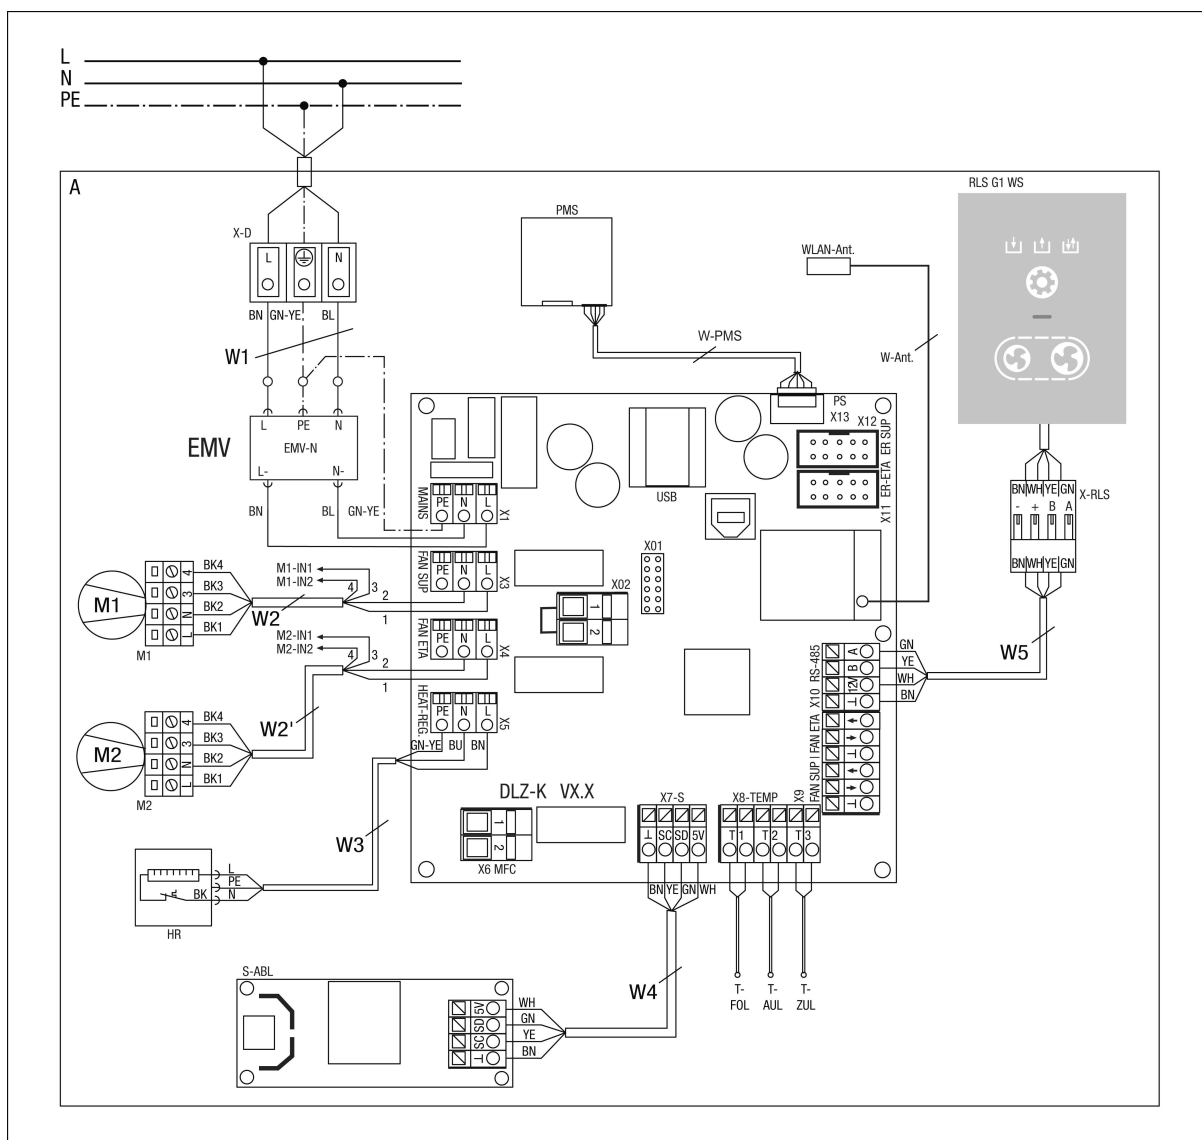 L
N
PE
A
RLS G1 WS
X-D
PMS
WLAN-Ant.
L
N
BN
GN-YE
BL
W1
W-PMS
W-Ant.
PS
X13
X12
ER SUP
L
PE
N
EMV
EMV-N
L-
N-
USB
ER-ETA
X11
BN
WH
YE
GN
X-RLS
-
+
B
A
BN
WH
YE
GN
BN
BL
GN-YE
MAINS
PE
N
L
X1
X01
M1
4
3
N
L
BK4
BK3
BK2
BK1
M1
M1-IN1
M1-IN2
4
3
2
1
W2
FAN SUP
PE
N
L
X3
X02
1
2
M2-IN1
M2-IN2
4
3
2
1
W2'
FAN ETA
PE
N
L
X4
W5
GN
YE
WH
BN
X10
RS-485
A
B
12V
⊥
HEAT-REG.
PE
N
L
X5
GN-YE
BU
BN
M2
4
3
N
L
BK4
BK3
BK2
BK1
M2
FAN SUP | FAN ETA
←
→
⊥
←
→
⊥
DLZ-K VX.X
W3
1
2
X6 MFC
X7-S
⊥
SC
SD
5V
X8-TEMP
X9
T
1
T
2
T
3
BN
YE
GN
WH
L
PE
BK
N
HR
W4
T-
FOL
T-
AUL
T-
ZUL
S-ABL
5V
SD
SC
⊥
WH
GN
YE
BN